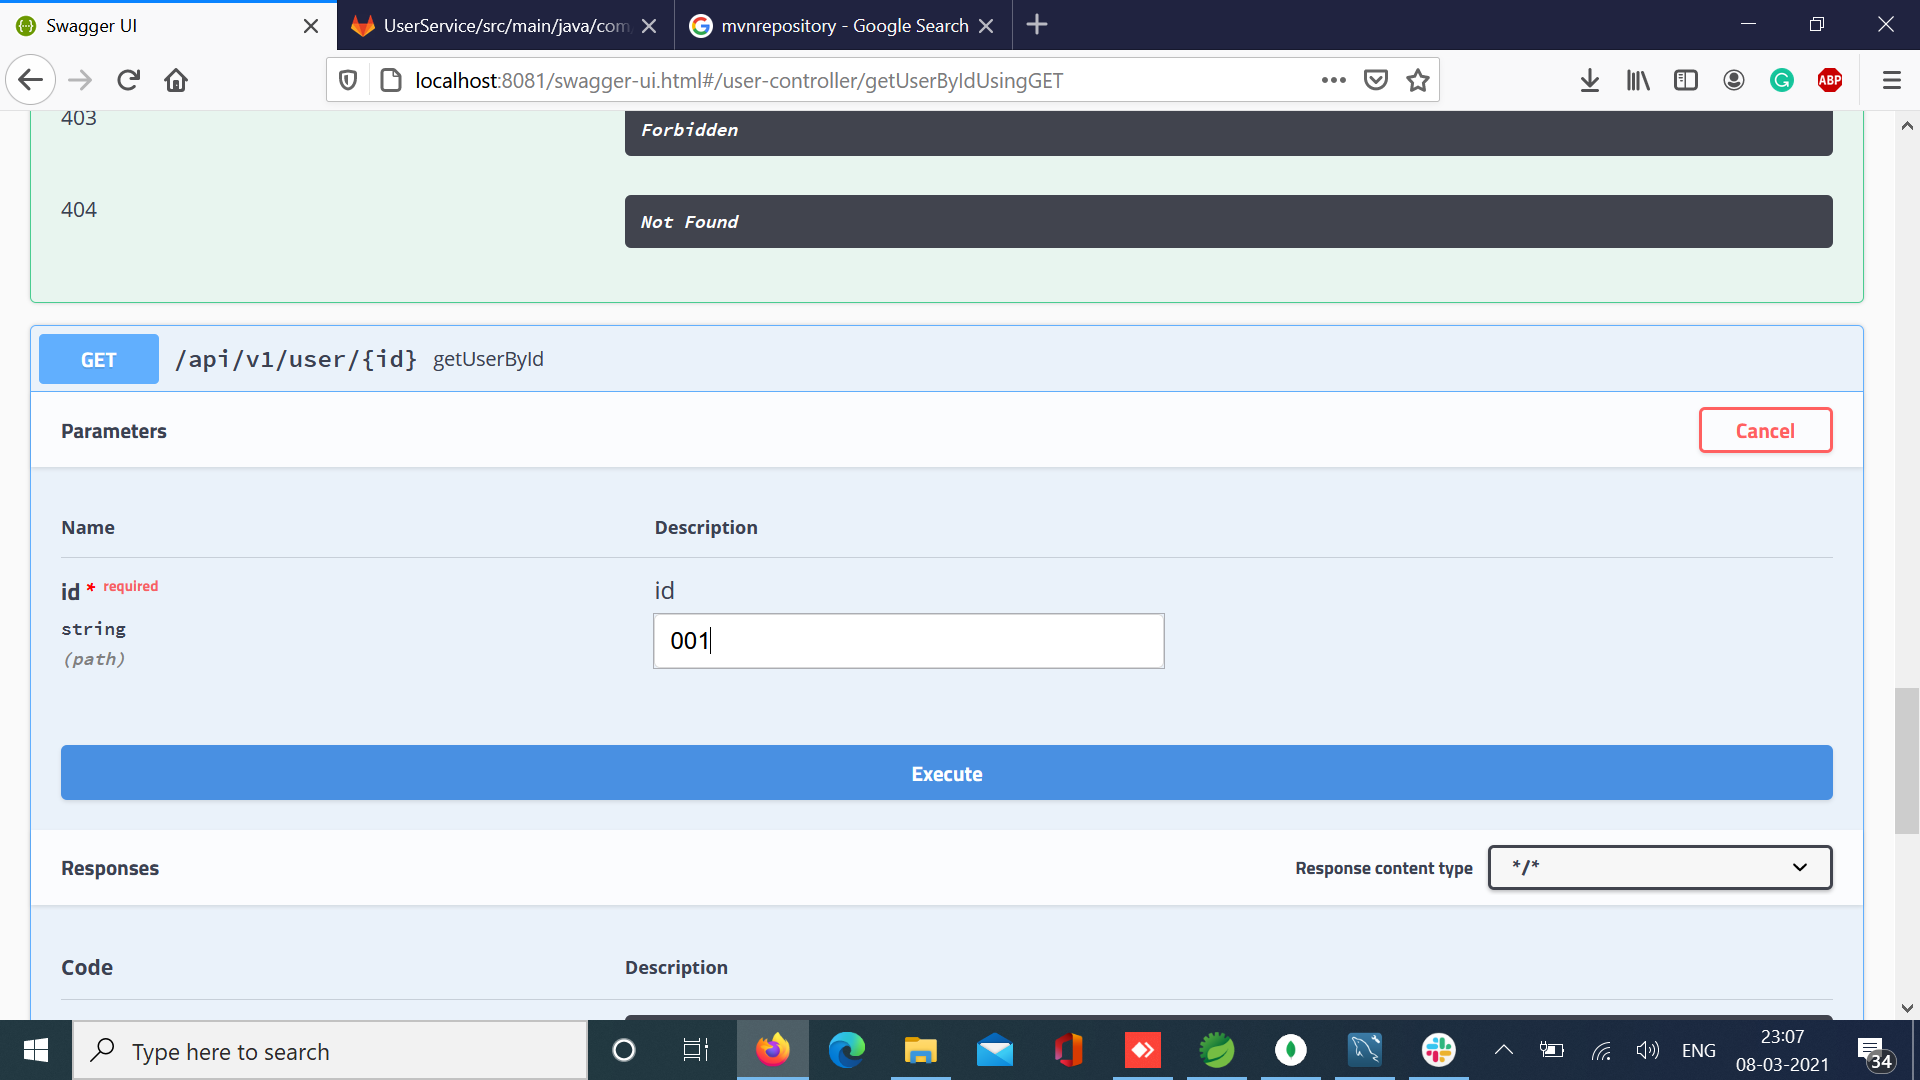 Swagger UI
UserService/src/main/java/com
mvnrepository - Google Search
localhost:8081/swagger-ui.html#/user-controller/getUserByIdUsingGET
ABP
403
Forbidden
404
Not Found
GET /api/v1/user/{id} getUserById
Parameters
Cancel
Name
Description
id * required
id
string
001
(path)
Execute
Responses
Response content type
*/*
Code
Description
Type here to search
ENG
23:07
08-03-2021
34